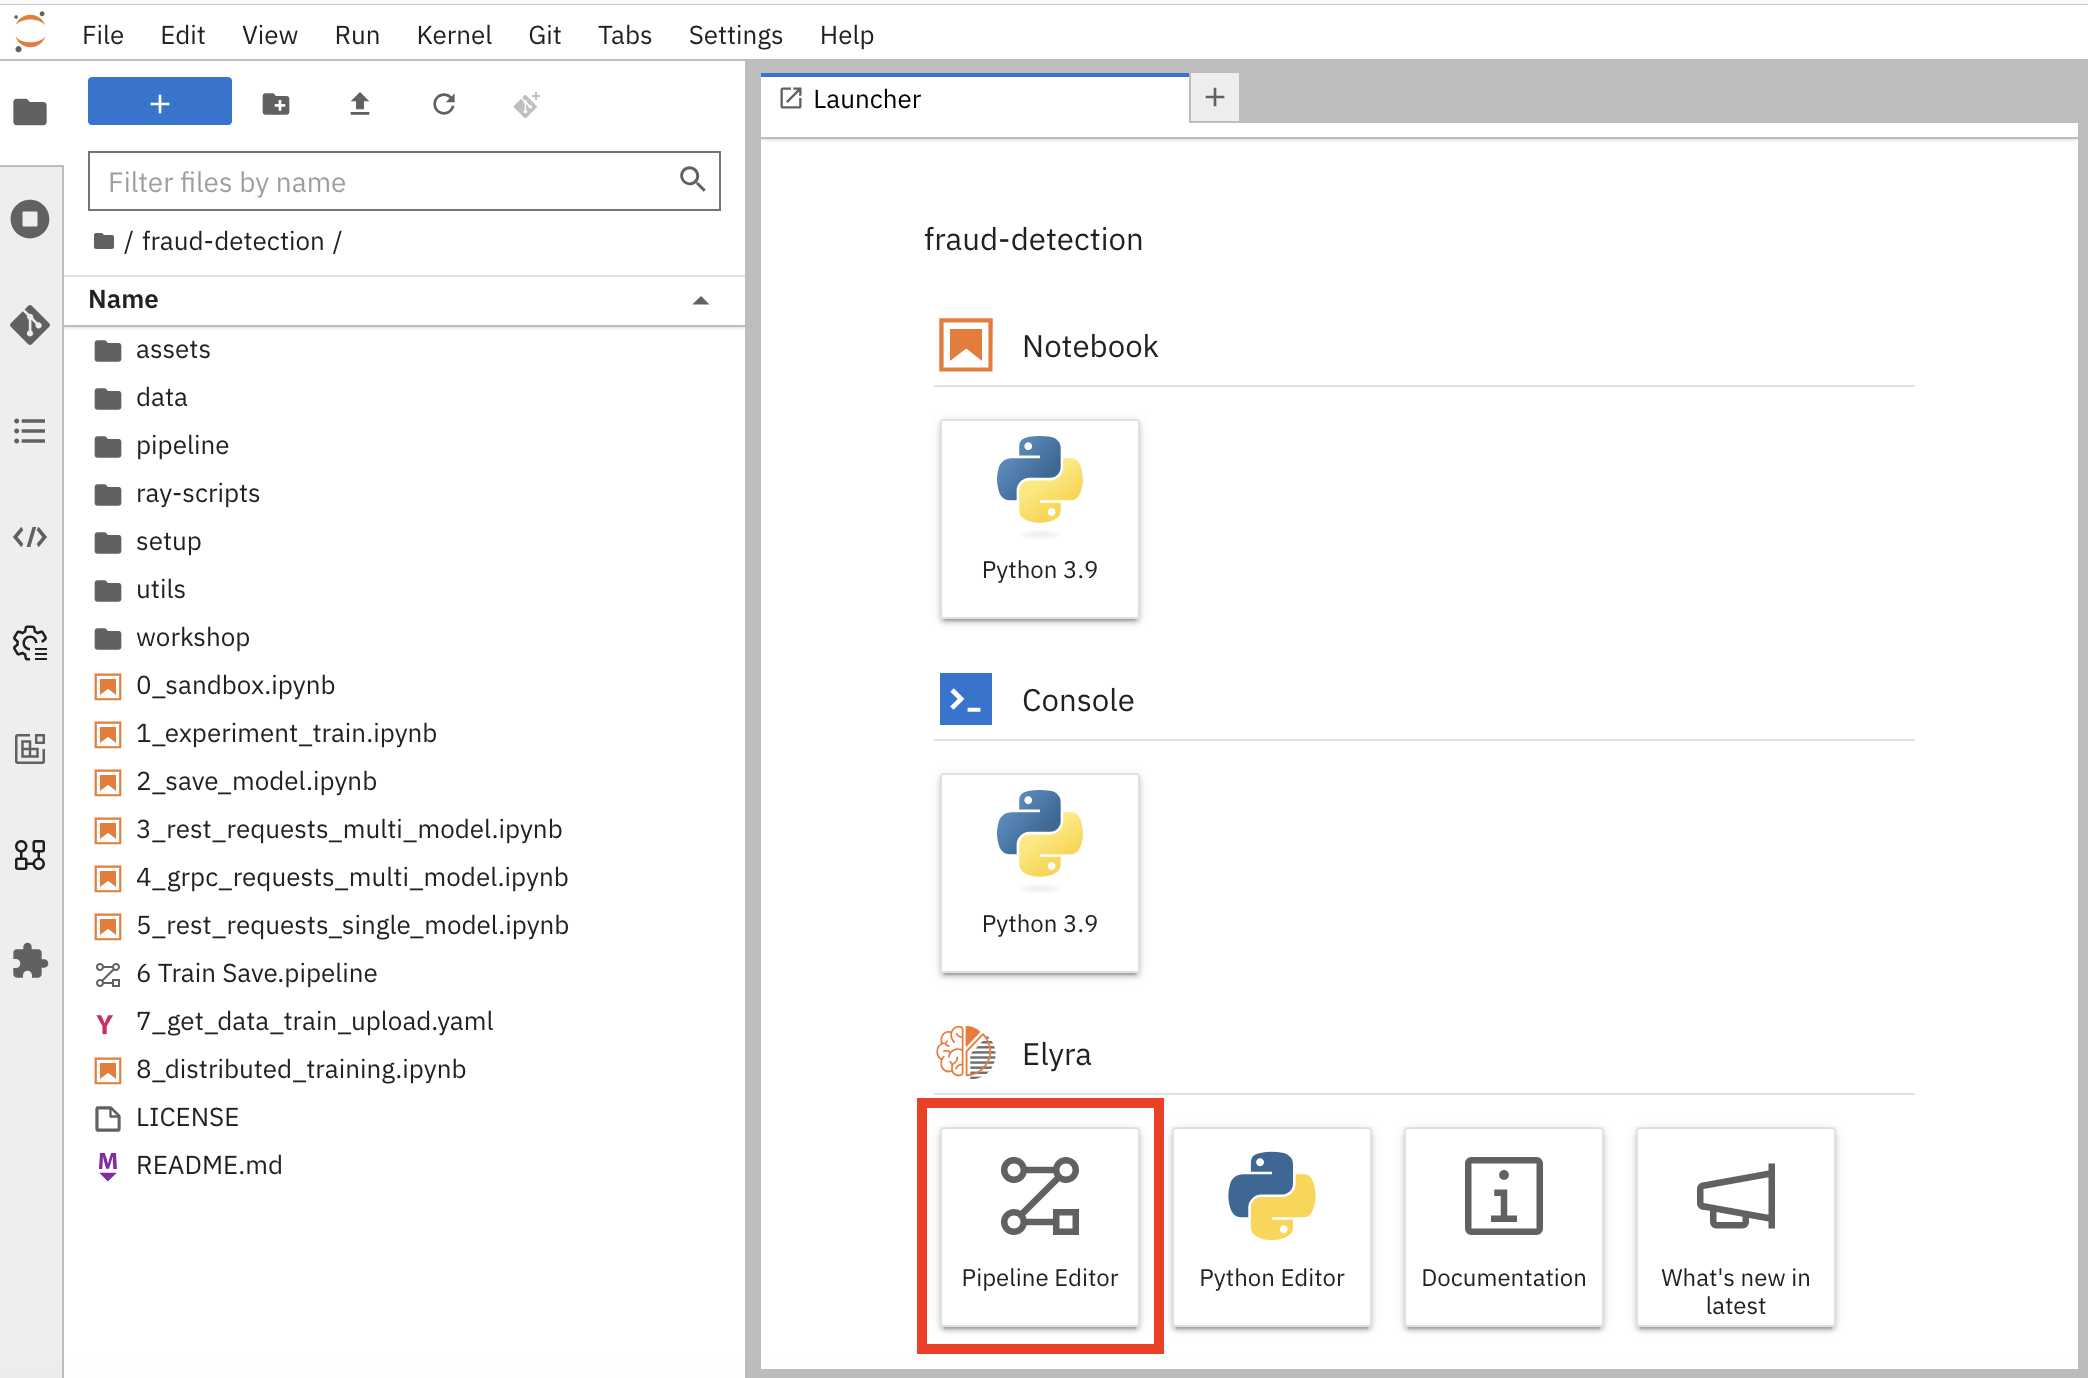 File Edit View Run Kernel Git Tabs Settings Help
Launcher
Filter files by name
/ fraud-detection /
Name
assets
data
pipeline
ray-scripts
setup
utils
workshop
0_sandbox.ipynb
1_experiment_train.ipynb
2_save_model.ipynb
3_rest_requests_multi_model.ipynb
4_grpc_requests_multi_model.ipynb
5_rest_requests_single_model.ipynb
6 Train Save.pipeline
7_get_data_train_upload.yaml
8_distributed_training.ipynb
LICENSE
README.md
fraud-detection
Notebook
Python 3.9
Console
Python 3.9
Elyra
Pipeline Editor
Python Editor
Documentation
What's new in
latest